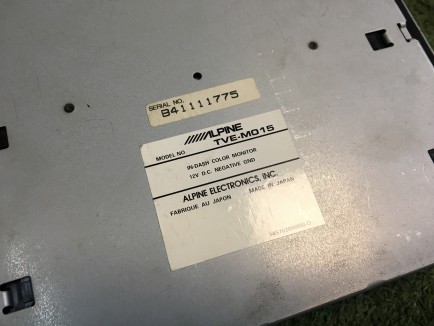 SERIAL NO.
B41111775
ALPINE
MODEL NO. TVE-M015
IN-DASH COLOR MONITOR
12V D.C. NEGATIVE GND
ALPINE ELECTRONICS, INC.
FABRIQUE AU JAPON MADE IN JAPAN